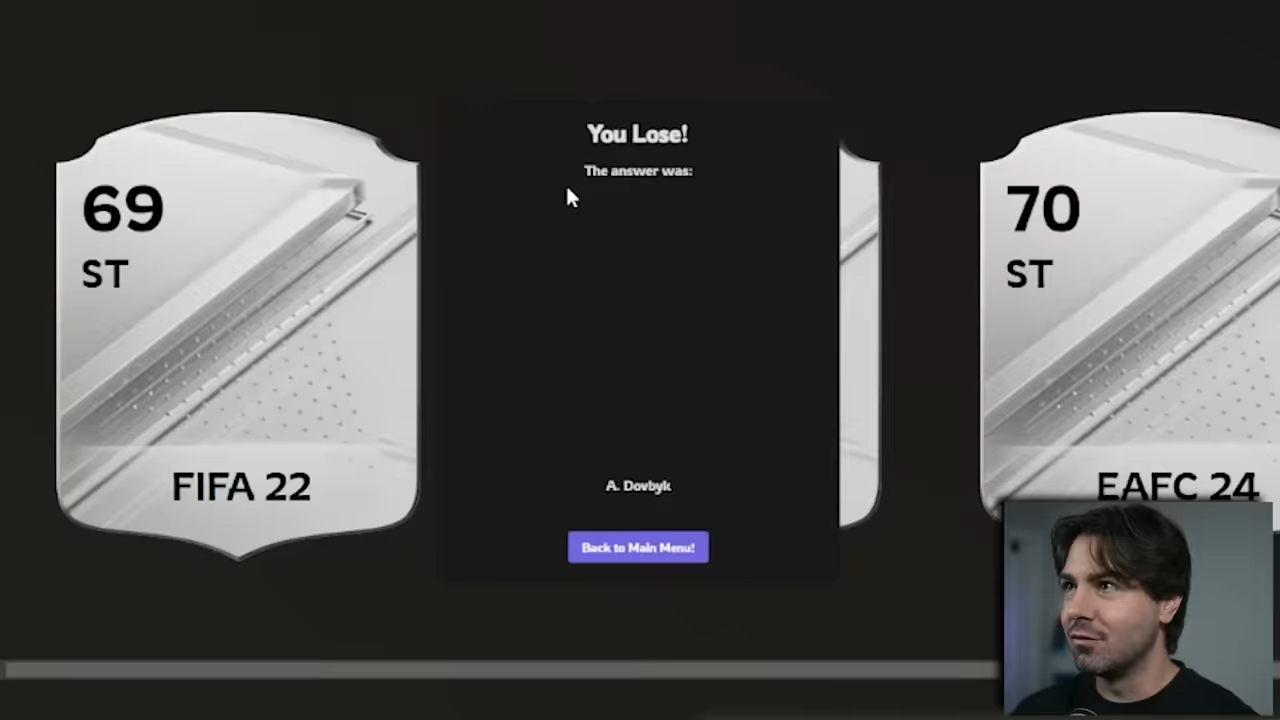 69
ST
FIFA 22
You Lose!
The answer was:
A. Dovbyk
Back to Main Menu!
70
ST
EAFC 24